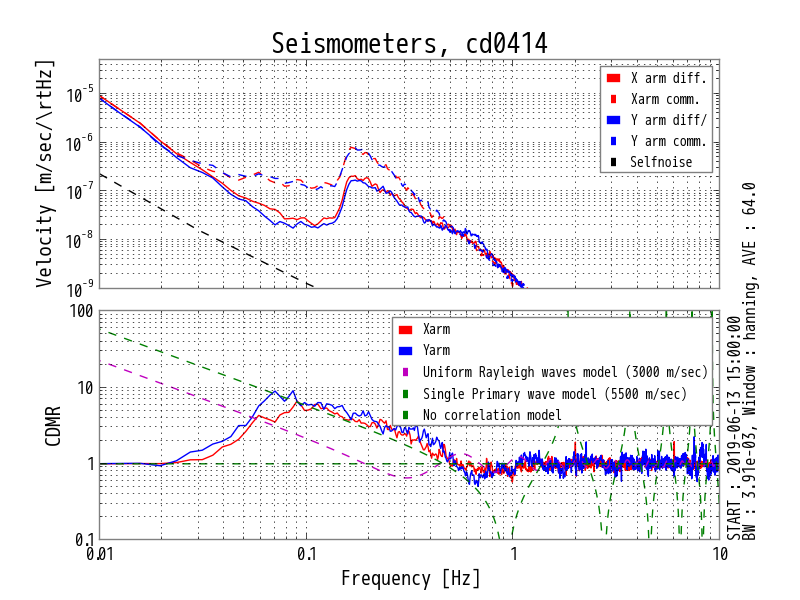 Seismometers, cd0414
Velocity [m/sec/\rtHz]
10^-5
10^-6
10^-7
10^-8
10^-9
X arm diff.
Xarm comm.
Y arm diff/
Y arm comm.
Selfnoise
CDMR
100
10
1
0.1
Xarm
Yarm
Uniform Rayleigh waves model (3000 m/sec)
Single Primary wave model (5500 m/sec)
No correlation model
0.01
0.1
1
10
Frequency [Hz]
START : 2019-06-13 15:00:00
BW : 3.91e-03, Window : hanning, AVE : 64.0